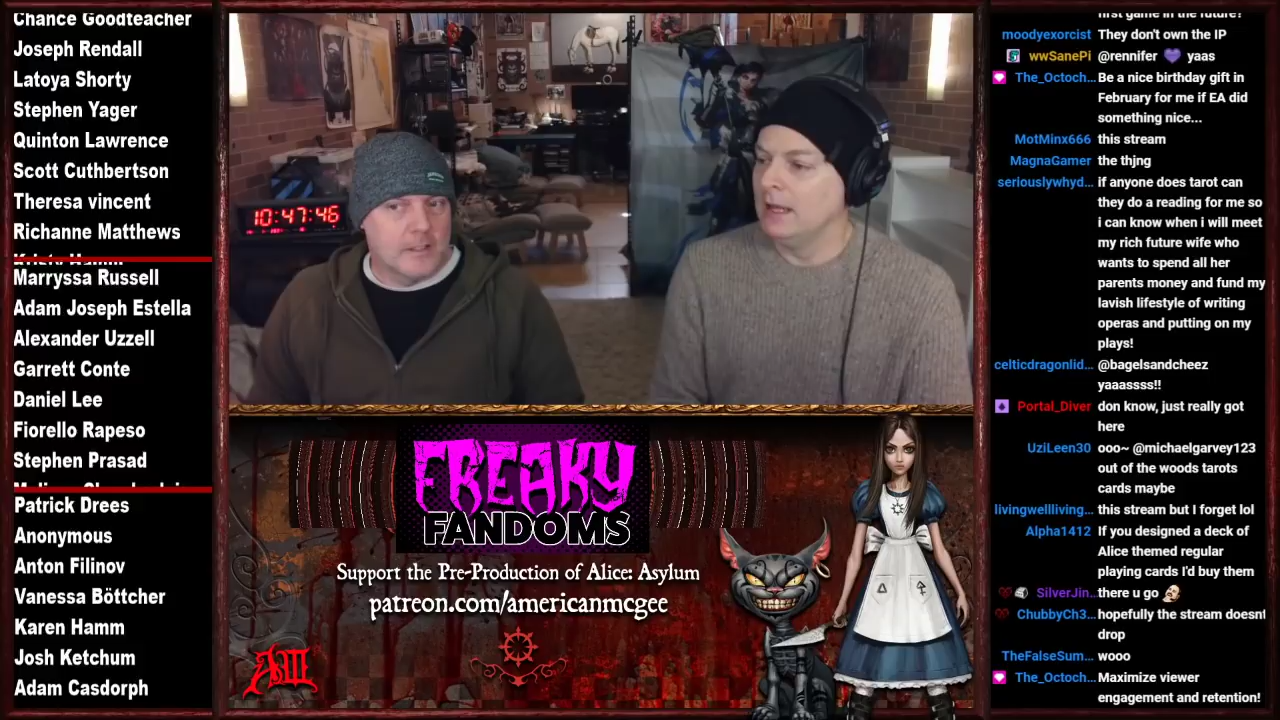 Chance Goodteacher
Joseph Rendall
Latoya Shorty
Stephen Yager
Quinton Lawrence
Scott Cuthbertson
Theresa vincent
Richanne Matthews
Marryssa Russell
Adam Joseph Estella
Alexander Uzzell
Garrett Conte
Daniel Lee
Fiorello Rapeso
Stephen Prasad
Patrick Drees
Anonymous
Anton Filinov
Vanessa Böttcher
Karen Hamm
Josh Ketchum
Adam Casdorph
10:47:46
FREAKY
FANDOMS
Support the Pre-Production of Alice: Asylum
patreon.com/americanmcgee
first game in the future?
moodyexorcist They don't own the IP
wwSanePi @rennifer yaas
The_Octoch... Be a nice birthday gift in
February for me if EA did
something nice...
MotMinx666 this stream
MagnaGamer the thjng
seriouslywhyd... if anyone does tarot can
they do a reading for me so
i can know when i will meet
my rich future wife who
wants to spend all her
parents money and fund my
lavish lifestyle of writing
operas and putting on my
plays!
celticdragonlid... @bagelsandcheez
yaaassss!!
Portal_Diver don know, just really got
here
UziLeen30 ooo~ @michaelgarvey123
out of the woods tarots
cards maybe
livingwellliving... this stream but I forget lol
Alpha1412 If you designed a deck of
Alice themed regular
playing cards I'd buy them
SilverJin... there u go
ChubbyCh3... hopefully the stream doesnt
drop
TheFalseSum... wooo
The_Octoch... Maximize viewer
engagement and retention!